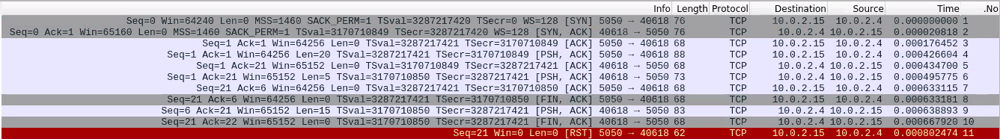 Info Length Protocol Destination Source Time .No
Seq=0 Win=64240 Len=0 MSS=1460 SACK_PERM=1 TSval=3287217420 TSecr=0 WS=128 [SYN] 5050 → 40618 76 TCP 10.0.2.15 10.0.2.4 0.000000000 1
Seq=0 Ack=1 Win=65160 Len=0 MSS=1460 SACK_PERM=1 TSval=3170710849 TSecr=3287217420 WS=128 [SYN, ACK] 40618 → 5050 76 TCP 10.0.2.4 10.0.2.15 0.000020818 2
Seq=1 Ack=1 Win=64256 Len=0 TSval=3287217421 TSecr=3170710849 [ACK] 5050 → 40618 68 TCP 10.0.2.15 10.0.2.4 0.000176452 3
Seq=1 Ack=1 Win=64256 Len=20 TSval=3287217421 TSecr=3170710849 [PSH, ACK] 5050 → 40618 88 TCP 10.0.2.15 10.0.2.4 0.000426604 4
Seq=1 Ack=21 Win=65152 Len=0 TSval=3170710849 TSecr=3287217421 [ACK] 40618 → 5050 68 TCP 10.0.2.4 10.0.2.15 0.000434700 5
Seq=1 Ack=21 Win=65152 Len=5 TSval=3170710850 TSecr=3287217421 [PSH, ACK] 40618 → 5050 73 TCP 10.0.2.4 10.0.2.15 0.000495775 6
Seq=21 Ack=6 Win=64256 Len=0 TSval=3287217421 TSecr=3170710850 [ACK] 5050 → 40618 68 TCP 10.0.2.15 10.0.2.4 0.000633115 7
Seq=21 Ack=6 Win=64256 Len=0 TSval=3287217421 TSecr=3170710850 [FIN, ACK] 5050 → 40618 68 TCP 10.0.2.15 10.0.2.4 0.000633181 8
Seq=6 Ack=21 Win=65152 Len=15 TSval=3170710850 TSecr=3287217421 [PSH, ACK] 40618 → 5050 83 TCP 10.0.2.4 10.0.2.15 0.000638893 9
Seq=21 Ack=22 Win=65152 Len=0 TSval=3170710850 TSecr=3287217421 [FIN, ACK] 40618 → 5050 68 TCP 10.0.2.4 10.0.2.15 0.000667920 10
Seq=21 Win=0 Len=0 [RST] 5050 → 40618 62 TCP 10.0.2.15 10.0.2.4 0.000802474 11